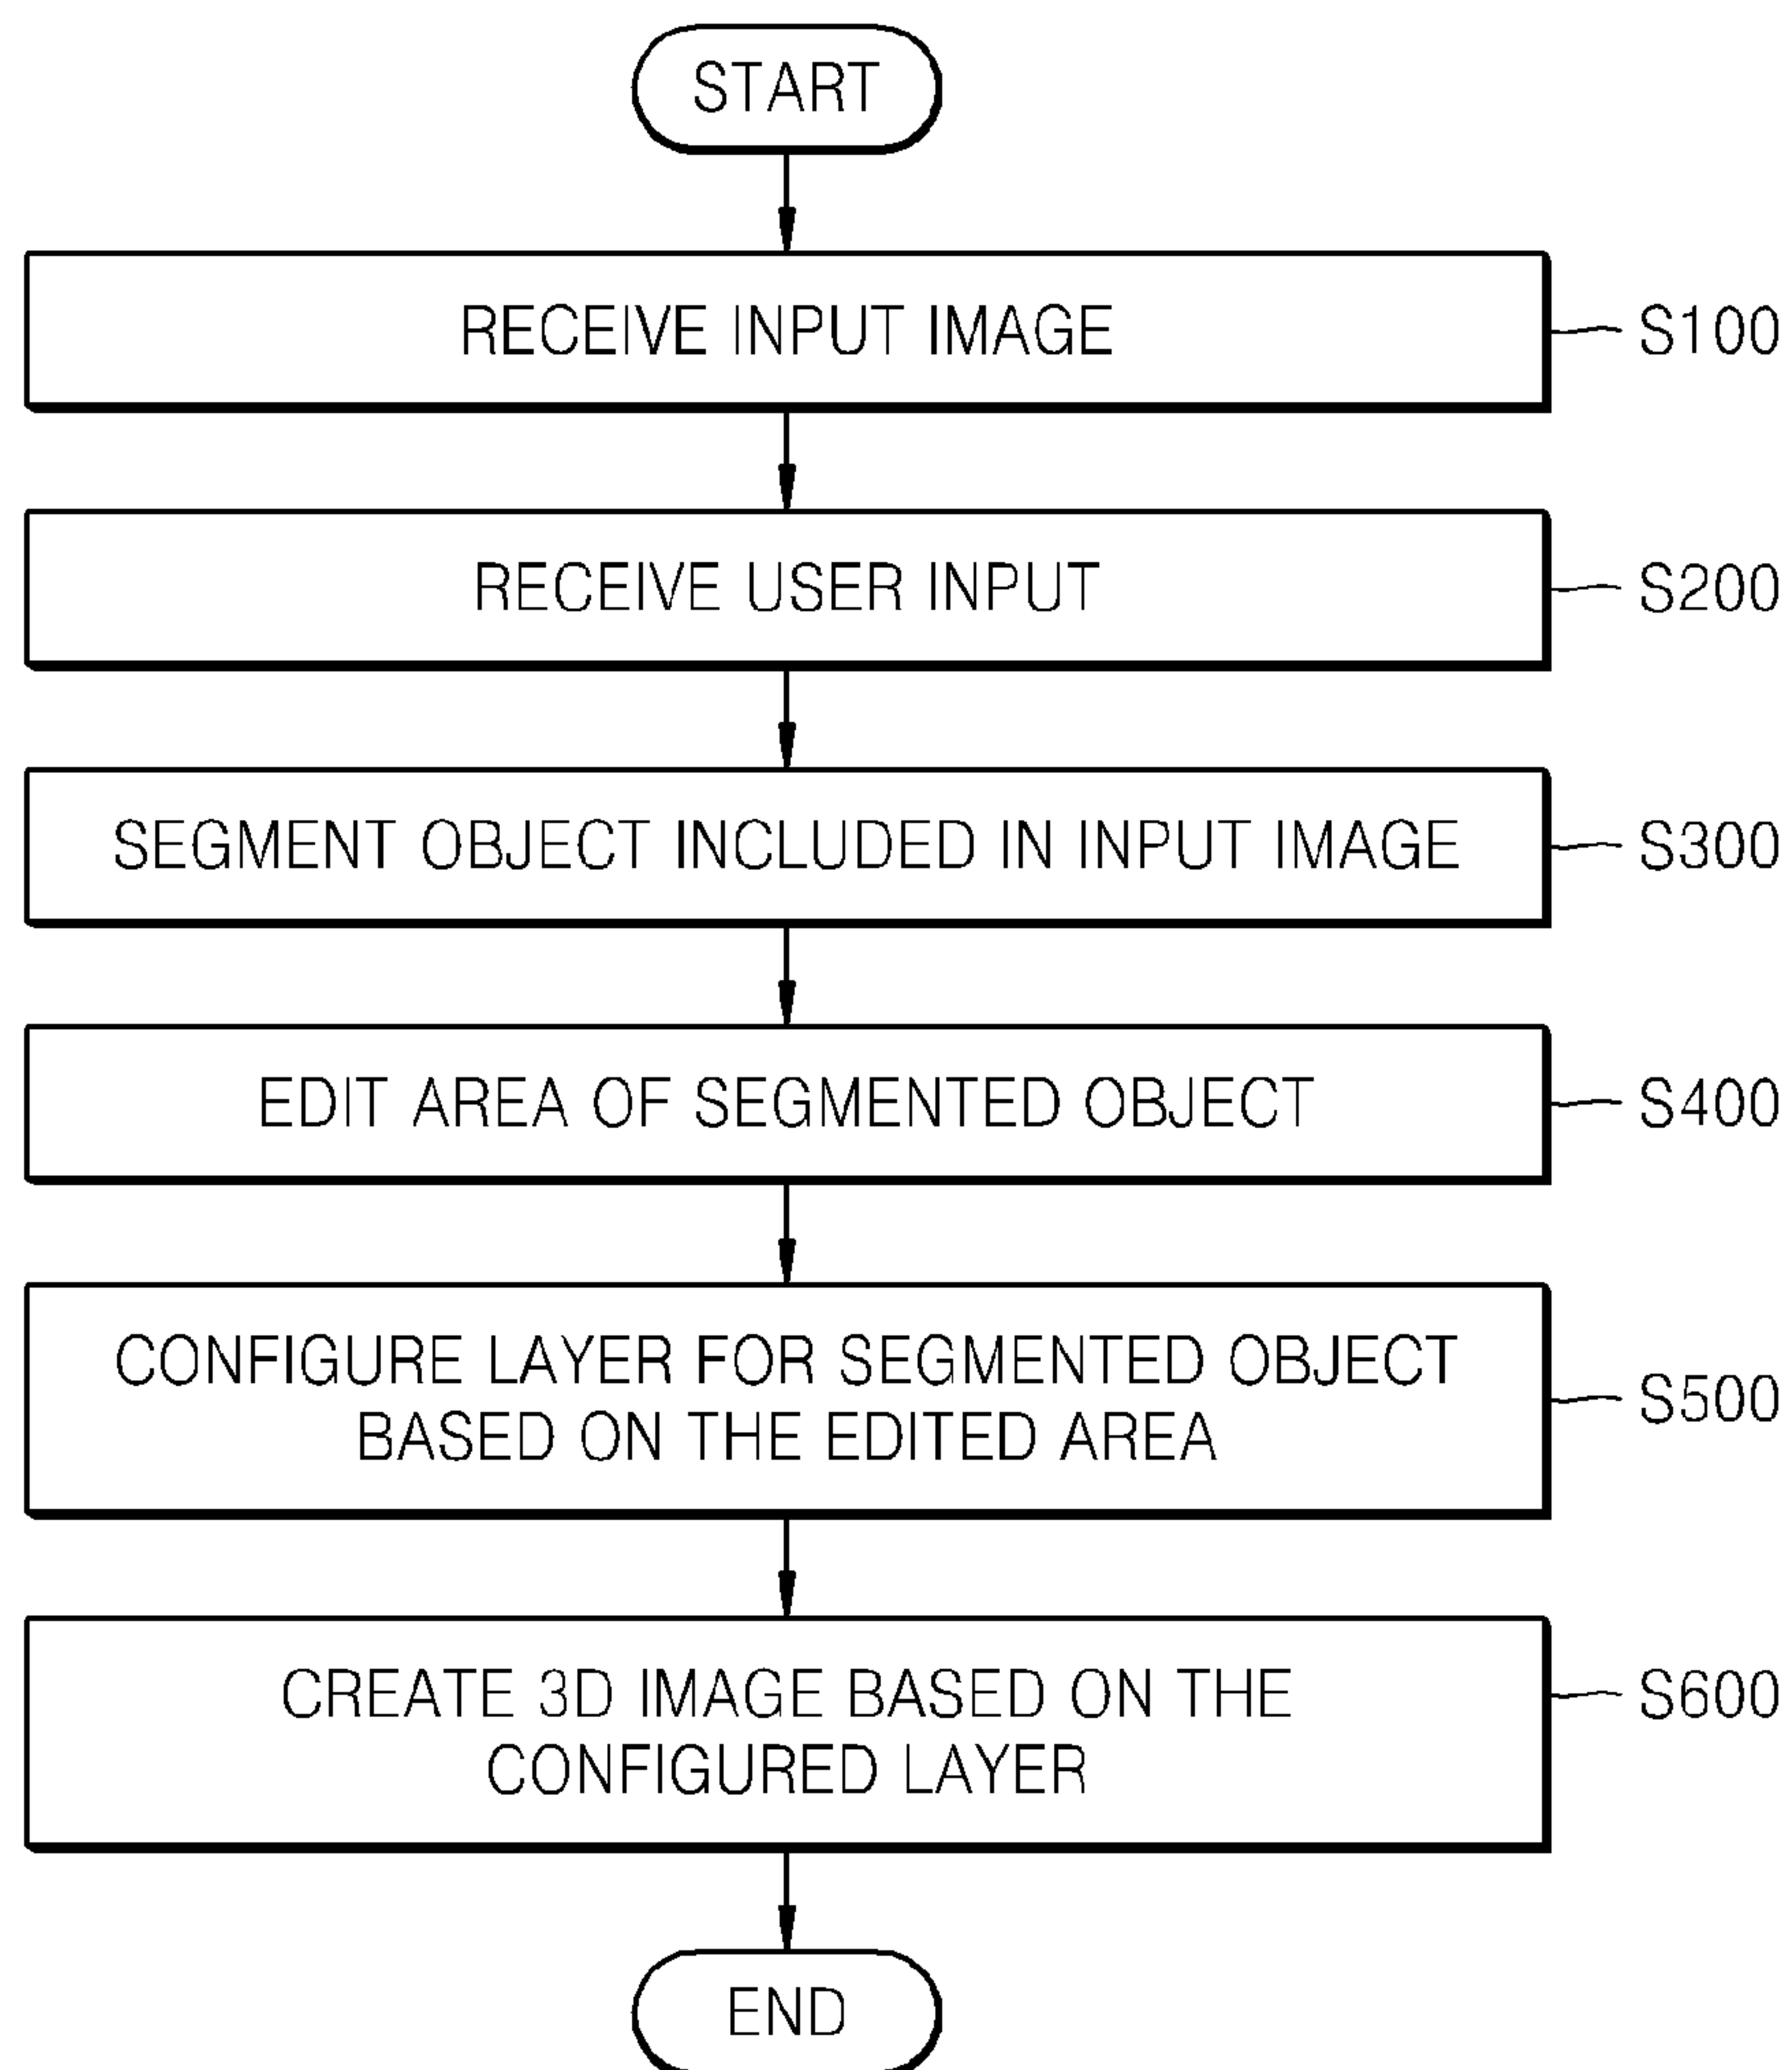 START
RECEIVE INPUT IMAGE
S100
RECEIVE USER INPUT
S200
SEGMENT OBJECT INCLUDED IN INPUT IMAGE
S300
EDIT AREA OF SEGMENTED OBJECT
S400
CONFIGURE LAYER FOR SEGMENTED OBJECT
BASED ON THE EDITED AREA
S500
CREATE 3D IMAGE BASED ON THE
CONFIGURED LAYER
S600
END